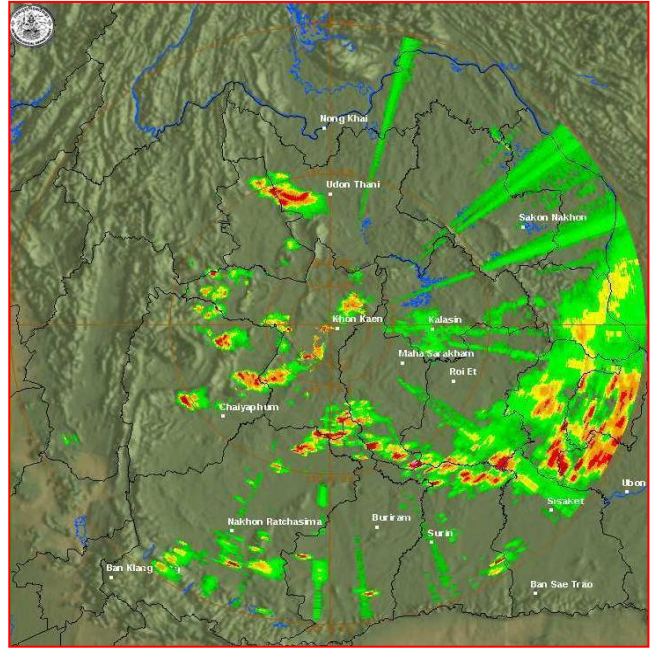 Nong Khai
Udon Thani
Sakon Nakhon
Khon Kaen
Kalasin
Maha Sarakham
Roi Et
Chaiyaphum
Ubon
Sisaket
Nakhon Ratchasima
Buriram
Surin
Ban Klang
Ban Sae Trao